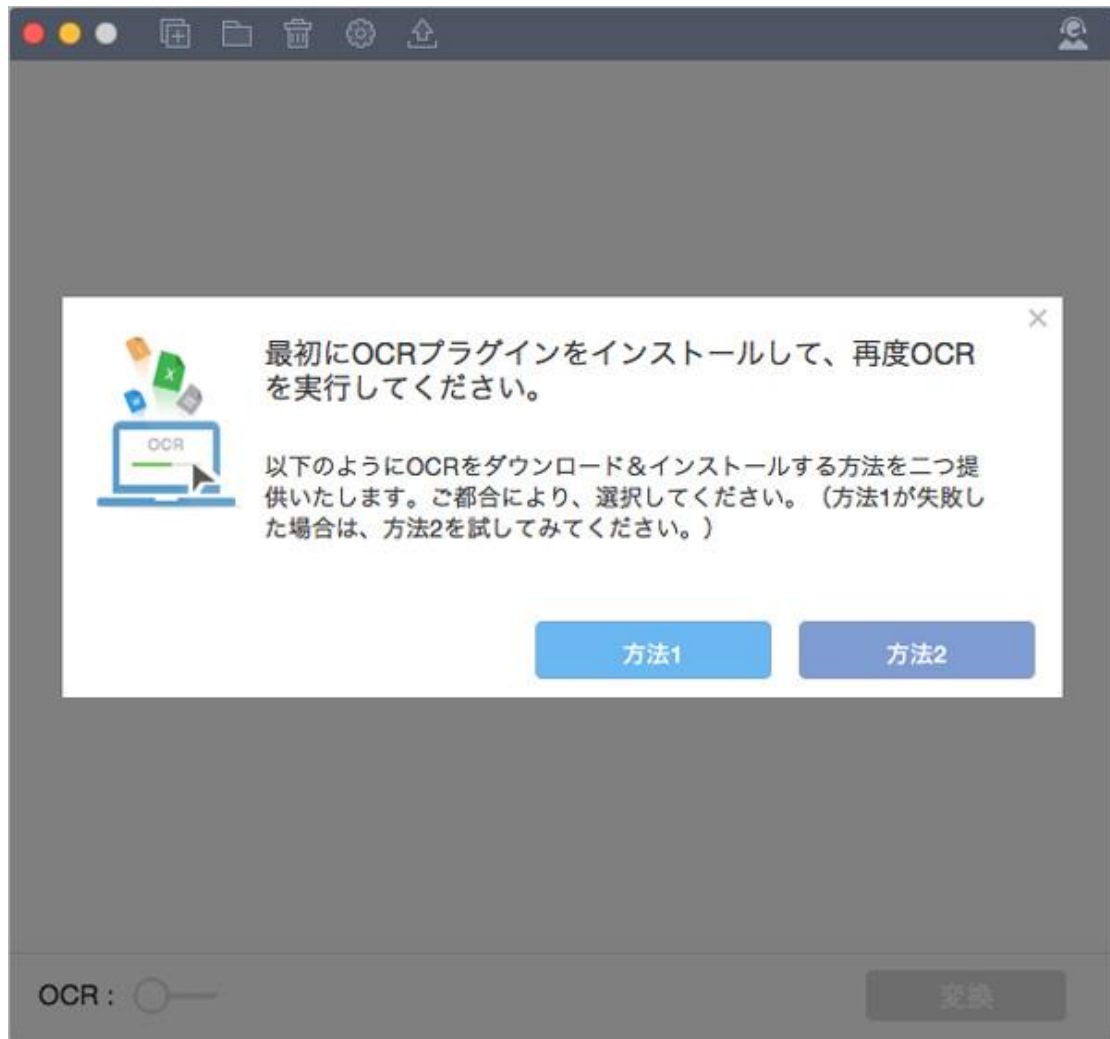 最初にOCRプラグインをインストールして、再度OCR
を実行してください。
OCR
以下のようにOCRをダウンロード＆インストールする方法を二つ提
供いたします。ご都合により、選択してください。（方法1が失敗し
た場合は、方法2を試してみてください。）
方法1
方法2
OCR :
変換